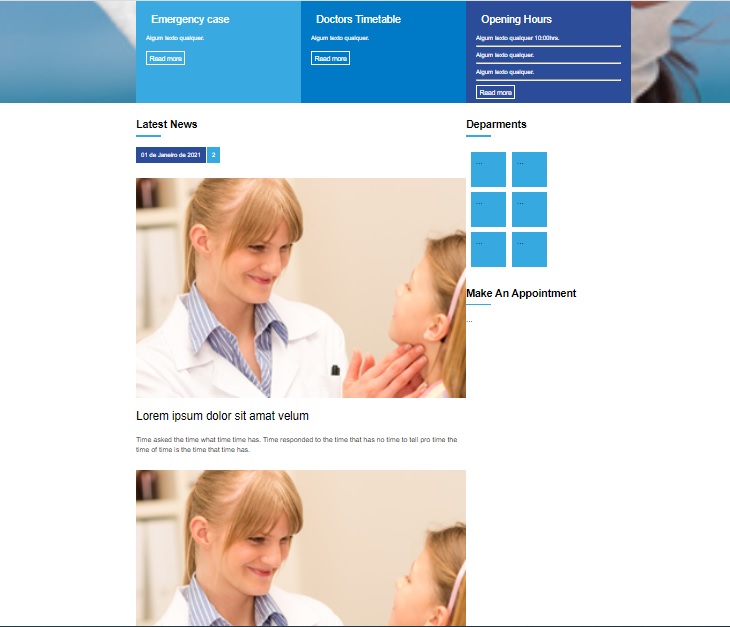 Emergency case
Algum texto qualquer.
Read more
Doctors Timetable
Algum texto qualquer.
Read more
Opening Hours
Algum texto qualquer 10:00hrs.
Algum texto qualquer.
Algum texto qualquer.
Read more
Latest News
01 de Janeiro de 2021 2
Lorem ipsum dolor sit amat velum
Time asked the time what time time has. Time responded to the time that has no time to tell pro time the
time of time is the time that time has.
Deparments
Make An Appointment
...